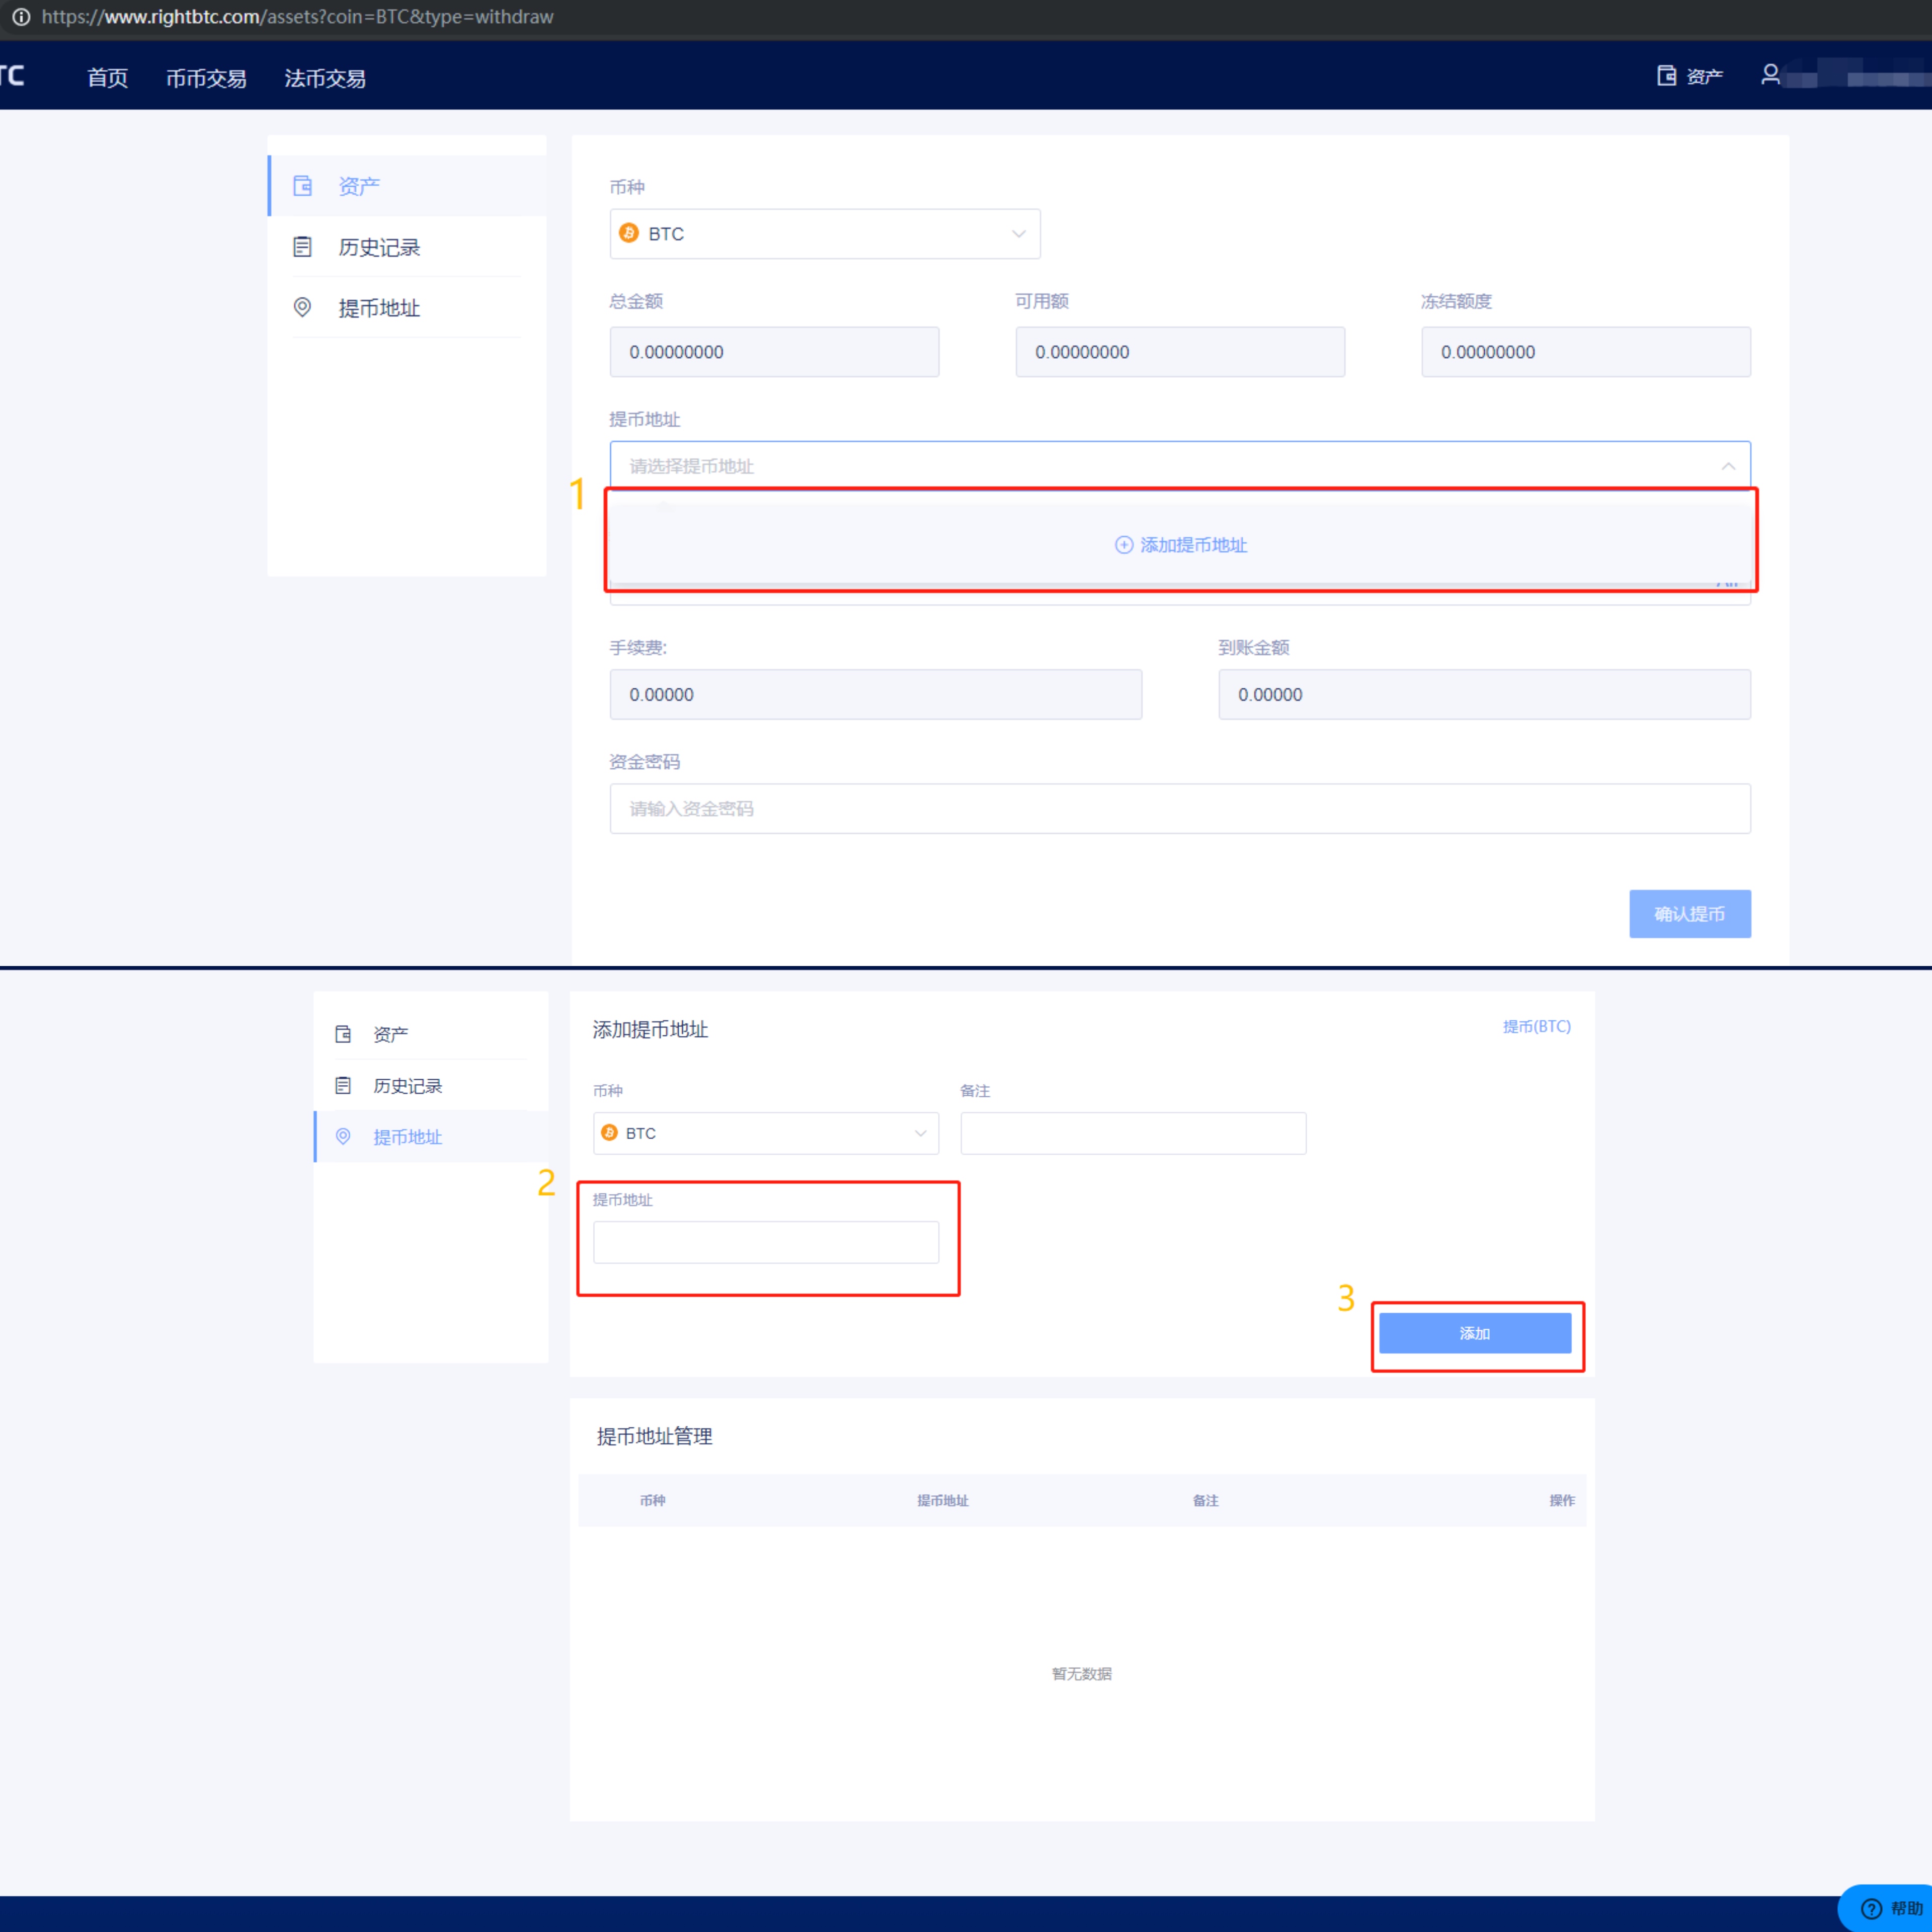 https://www.rightbtc.com/assets?coin=BTC&type=withdraw
TC 首页 币币交易 法币交易 资产
资产
历史记录
提币地址
币种
BTC
总金额 可用额 冻结额度
0.00000000 0.00000000 0.00000000
提币地址
请选择提币地址
1
添加提币地址
手续费: 到账金额
0.00000 0.00000
资金密码
请输入资金密码
确认提币
资产
历史记录
提币地址
添加提币地址 提币(BTC)
币种 备注
BTC
2
提币地址
3
添加
提币地址管理
币种 提币地址 备注 操作
暂无数据
? 帮助